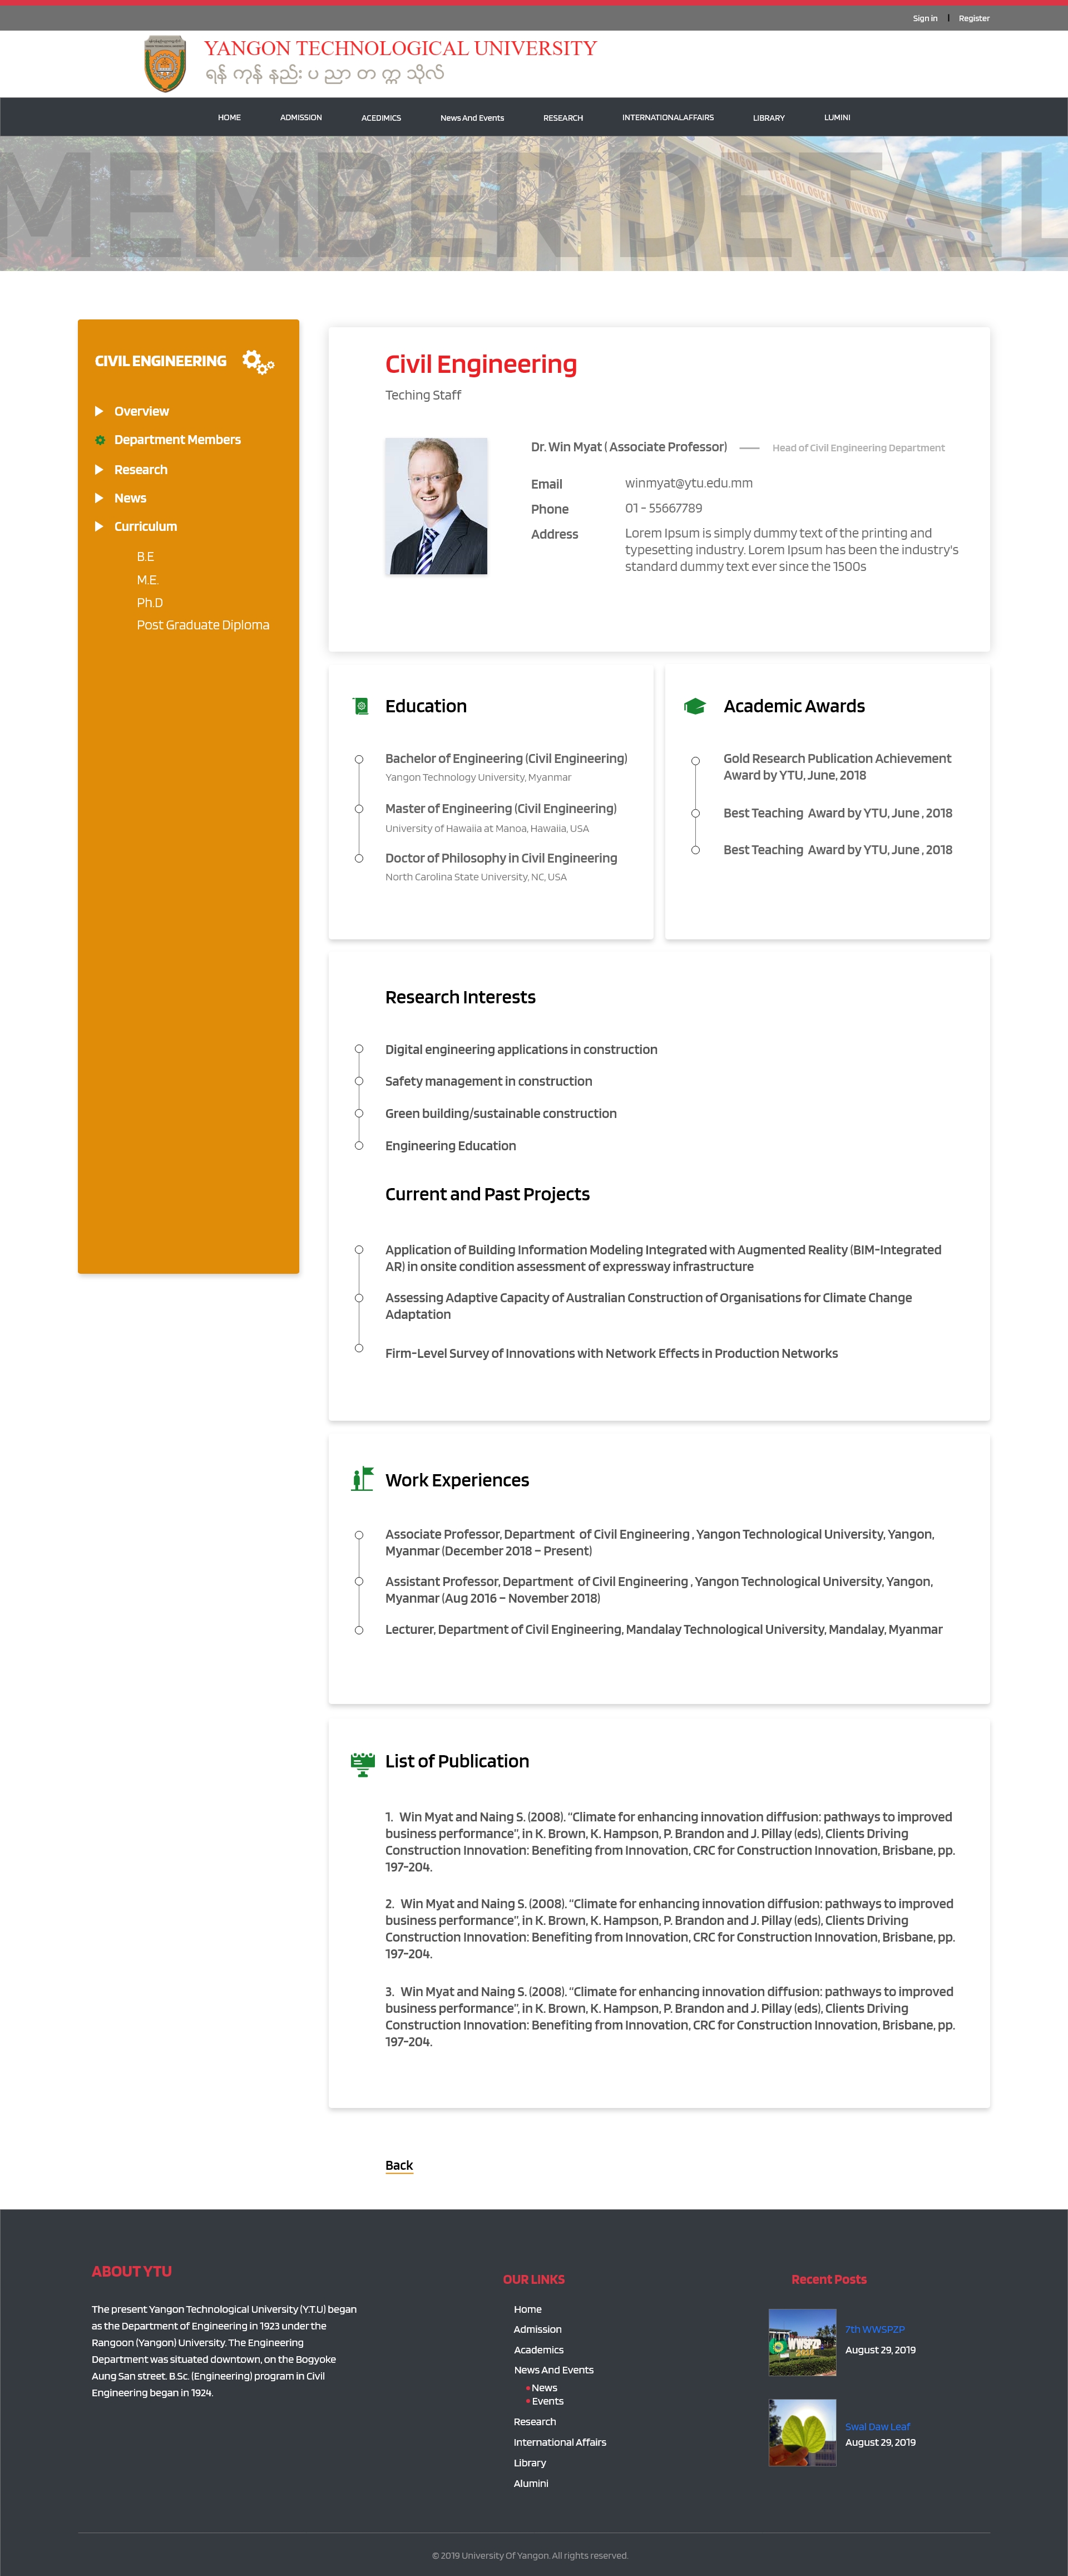 Sign in | Register
YANGON TECHNOLOGICAL UNIVERSITY
ရန် ကုန် နည်း ပ ညာ တ က္က သိုလ်
HOME ADMISSION ACEDIMICS News And Events RESEARCH INTERNATIONALAFFAIRS LIBRARY LUMINI
MEMBER DETAIL
YANGON TECHNOLOGICAL
TECHNOLOGICAL UNIVERSITY
CIVIL ENGINEERING
Overview
Department Members
Research
News
Curriculum
B.E
M.E.
Ph.D
Post Graduate Diploma
Civil Engineering
Teching Staff
Dr. Win Myat ( Associate Professor) Head of Civil Engineering Department
Email winmyat@ytu.edu.mm
Phone 01 - 55667789
Address Lorem Ipsum is simply dummy text of the printing and
typesetting industry. Lorem Ipsum has been the industry's
standard dummy text ever since the 1500s
Education
Bachelor of Engineering (Civil Engineering)
Yangon Technology University, Myanmar
Master of Engineering (Civil Engineering)
University of Hawaiia at Manoa, Hawaiia, USA
Doctor of Philosophy in Civil Engineering
North Carolina State University, NC, USA
Academic Awards
Gold Research Publication Achievement
Award by YTU, June, 2018
Best Teaching Award by YTU, June , 2018
Best Teaching Award by YTU, June , 2018
Research Interests
Digital engineering applications in construction
Safety management in construction
Green building/sustainable construction
Engineering Education
Current and Past Projects
Application of Building Information Modeling Integrated with Augmented Reality (BIM-Integrated
AR) in onsite condition assessment of expressway infrastructure
Assessing Adaptive Capacity of Australian Construction of Organisations for Climate Change
Adaptation
Firm-Level Survey of Innovations with Network Effects in Production Networks
Work Experiences
Associate Professor, Department of Civil Engineering , Yangon Technological University, Yangon,
Myanmar (December 2018 – Present)
Assistant Professor, Department of Civil Engineering , Yangon Technological University, Yangon,
Myanmar (Aug 2016 – November 2018)
Lecturer, Department of Civil Engineering, Mandalay Technological University, Mandalay, Myanmar
List of Publication
1. Win Myat and Naing S. (2008). “Climate for enhancing innovation diffusion: pathways to improved
business performance”, in K. Brown, K. Hampson, P. Brandon and J. Pillay (eds), Clients Driving
Construction Innovation: Benefiting from Innovation, CRC for Construction Innovation, Brisbane, pp.
197-204.
2. Win Myat and Naing S. (2008). “Climate for enhancing innovation diffusion: pathways to improved
business performance”, in K. Brown, K. Hampson, P. Brandon and J. Pillay (eds), Clients Driving
Construction Innovation: Benefiting from Innovation, CRC for Construction Innovation, Brisbane, pp.
197-204.
3. Win Myat and Naing S. (2008). “Climate for enhancing innovation diffusion: pathways to improved
business performance”, in K. Brown, K. Hampson, P. Brandon and J. Pillay (eds), Clients Driving
Construction Innovation: Benefiting from Innovation, CRC for Construction Innovation, Brisbane, pp.
197-204.
Back
ABOUT YTU
The present Yangon Technological University (Y.T.U) began
as the Department of Engineering in 1923 under the
Rangoon (Yangon) University. The Engineering
Department was situated downtown, on the Bogyoke
Aung San street. B.Sc. (Engineering) program in Civil
Engineering began in 1924.
OUR LINKS
Home
Admission
Academics
News And Events
News
Events
Research
International Affairs
Library
Alumini
Recent Posts
WWSPZP
7th WWSPZP
August 29, 2019
Swal Daw Leaf
August 29, 2019
© 2019 University Of Yangon. All rights reserved.